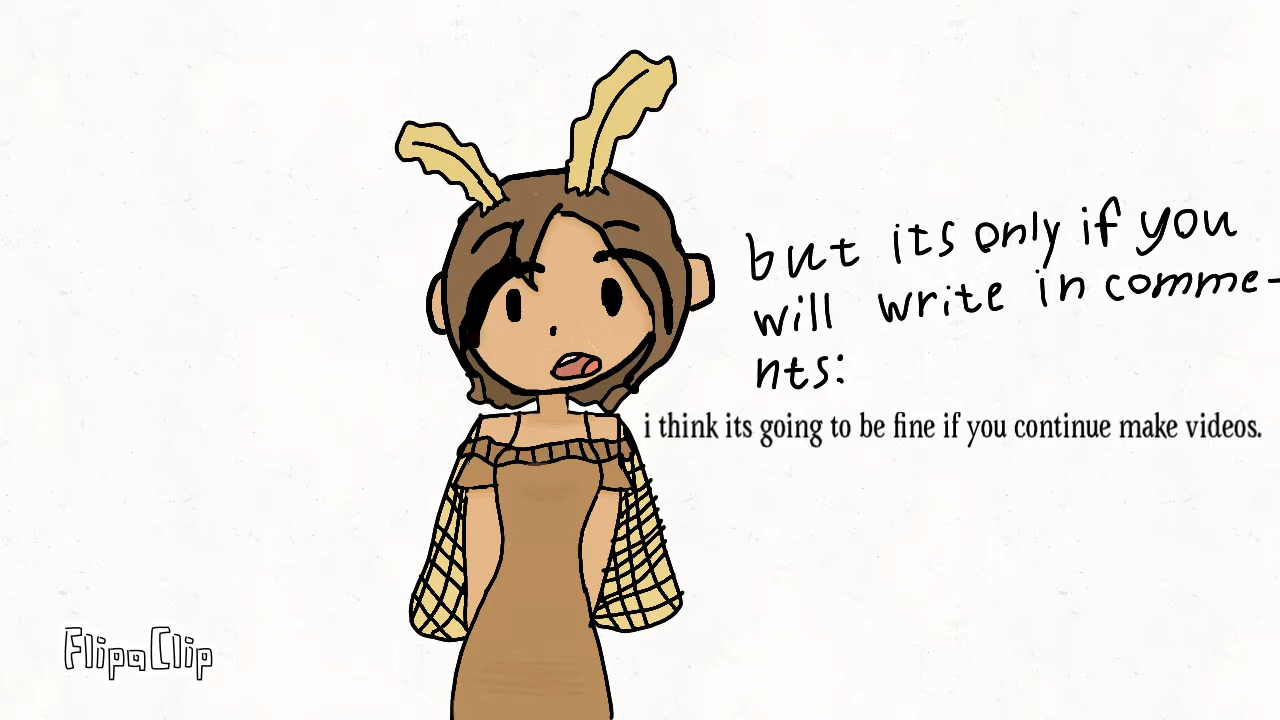 but its only if you
will write in comme-
nts:
i think its going to be fine if you continue make videos.
FlipaClip